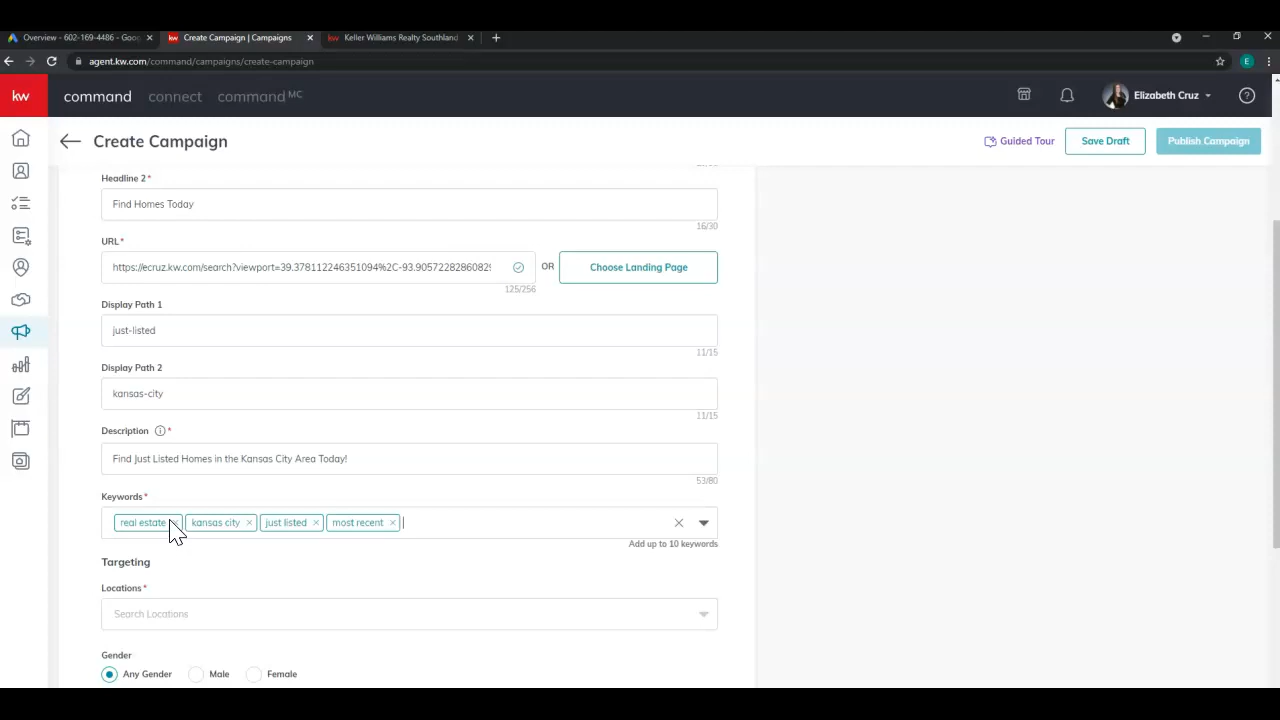 Overview - 602-169-4486 - Goog
Create Campaign | Campaigns
kw Keller Williams Realty Southland
agent.kw.com/command/campaigns/create-campaign
E
kw
command
connect
command MC
Elizabeth Cruz
Create Campaign
Guided Tour
Save Draft
Publish Campaign
Headline 2*
Find Homes Today
16/30
URL*
https://ecruz.kw.com/search?viewport=39.378112246351094%2C-93.9057228286082
OR
Choose Landing Page
125/256
Display Path 1
just-listed
11/15
Display Path 2
kansas-city
11/15
Description *
Find Just Listed Homes in the Kansas City Area Today!
53/80
Keywords*
real estate
kansas city
just listed
most recent
Add up to 10 keywords
Targeting
Locations*
Search Locations
Gender
Any Gender
Male
Female